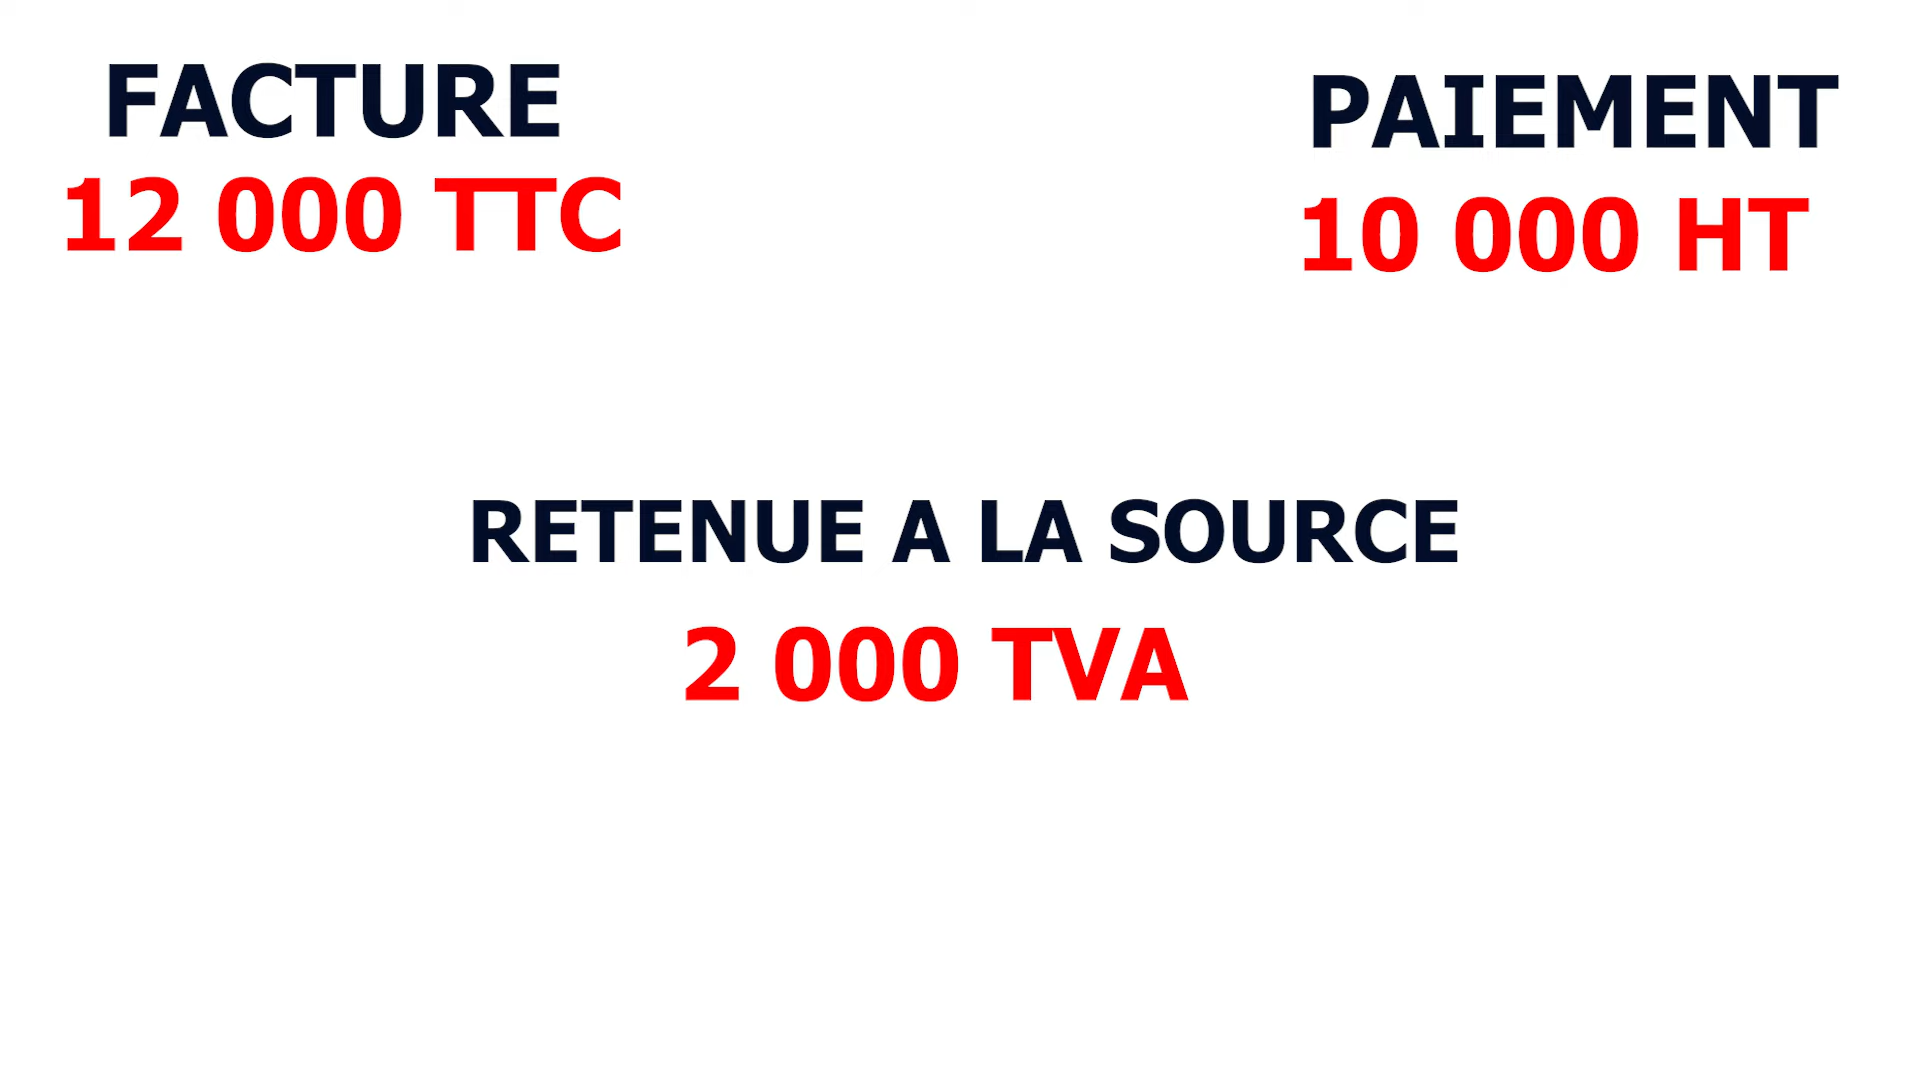 FACTURE
12 000 TTC
PAIEMENT
10 000 HT
RETENUE A LA SOURCE
2 000 TVA